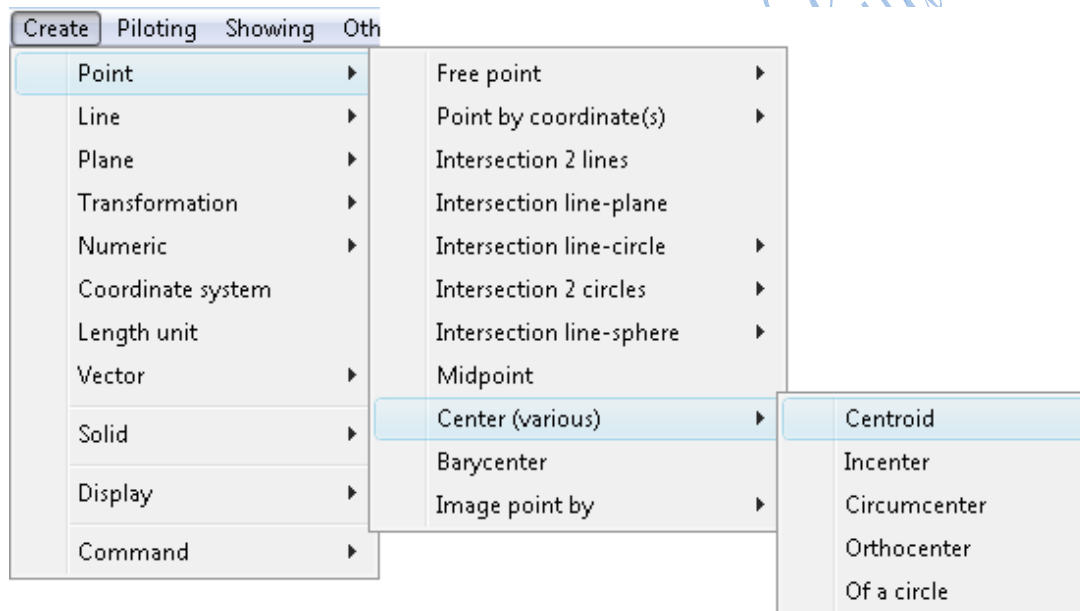 Create Piloting Showing Oth
Point
Line
Plane
Transformation
Numeric
Coordinate system
Length unit
Vector
Solid
Display
Command
Free point
Point by coordinate(s)
Intersection 2 lines
Intersection line-plane
Intersection line-circle
Intersection 2 circles
Intersection line-sphere
Midpoint
Center (various)
Barycenter
Image point by
Centroid
Incenter
Circumcenter
Orthocenter
Of a circle